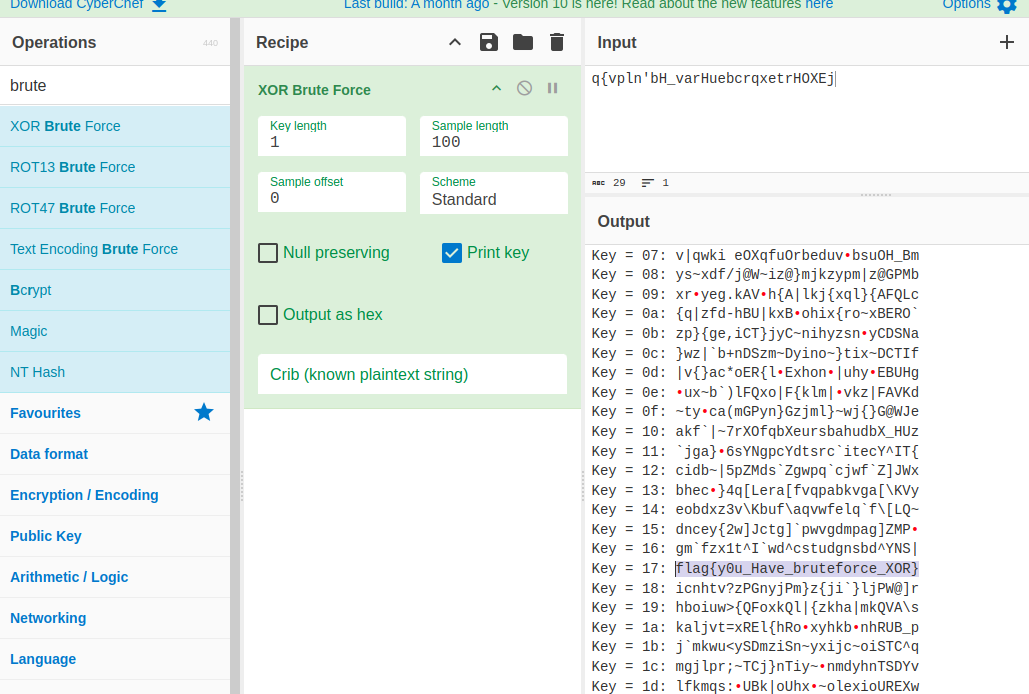 Download CyberChef
Last build: A month ago - Version 10 is here! Read about the new features here
Options
Operations
440
brute
XOR Brute Force
ROT13 Brute Force
ROT47 Brute Force
Text Encoding Brute Force
Bcrypt
Magic
NT Hash
Favourites
Data format
Encryption / Encoding
Public Key
Arithmetic / Logic
Networking
Language
Recipe
XOR Brute Force
Key length
1
Sample length
100
Sample offset
0
Scheme
Standard
Null preserving
Print key
Output as hex
Crib (known plaintext string)
Input
q{vpln'bH_varHuebcrqxetrHOXEj
ABC 29 1
Output
Key = 07: v|qwki eOXqfuOrbeduv•bsuOH_Bm
Key = 08: ys~xdf/j@W~iz@}mjkzypm|z@GPMb
Key = 09: xr•yeg.kAV•h{A|lkj{xql}{AFQLc
Key = 0a: {q|zfd-hBU|kxB•ohix{ro~xBERO`
Key = 0b: zp}{ge,iCT}jyC~nihyzsn•yCDSNa
Key = 0c: }wz|`b+nDSzm~Dyino~}tix~DCTIf
Key = 0d: |v{}ac*oER{l•Exhon•|uhy•EBUHg
Key = 0e: •ux~b`)lFQxo|F{klm|•vkz|FAVKd
Key = 0f: ~ty•ca(mGPyn}Gzjml}~wj{}G@WJe
Key = 10: akf`|~7rXOfqbXeursbahudbX_HUz
Key = 11: `jga}•6sYNgpcYdtsrc`itecY^IT{
Key = 12: cidb~|5pZMds`Zgwpq`cjwf`Z]JWx
Key = 13: bhec•}4q[Lera[fvqpabkvga[\KVy
Key = 14: eobdxz3v\Kbuf\aqvwfelq`f\[LQ~
Key = 15: dncey{2w]Jctg]`pwvgdmpag]ZMP•
Key = 16: gm`fzx1t^I`wd^cstudgnsbd^YNS|
Key = 17: flag{y0u_Have_bruteforce_XOR}
Key = 18: icnhtv?zPGnyjPm}z{ji`}ljPW@]r
Key = 19: hboiuw>{QFoxkQl|{zkha|mkQVA\s
Key = 1a: kaljvt=xREl{hRo•xyhkb•nhRUB_p
Key = 1b: j`mkwu<ySDmziSn~yxijc~oiSTC^q
Key = 1c: mgjlpr;~TCj}nTiy~•nmdyhnTSDYv
Key = 1d: lfkmqs:•UBk|oUhx•~olexioUREXw